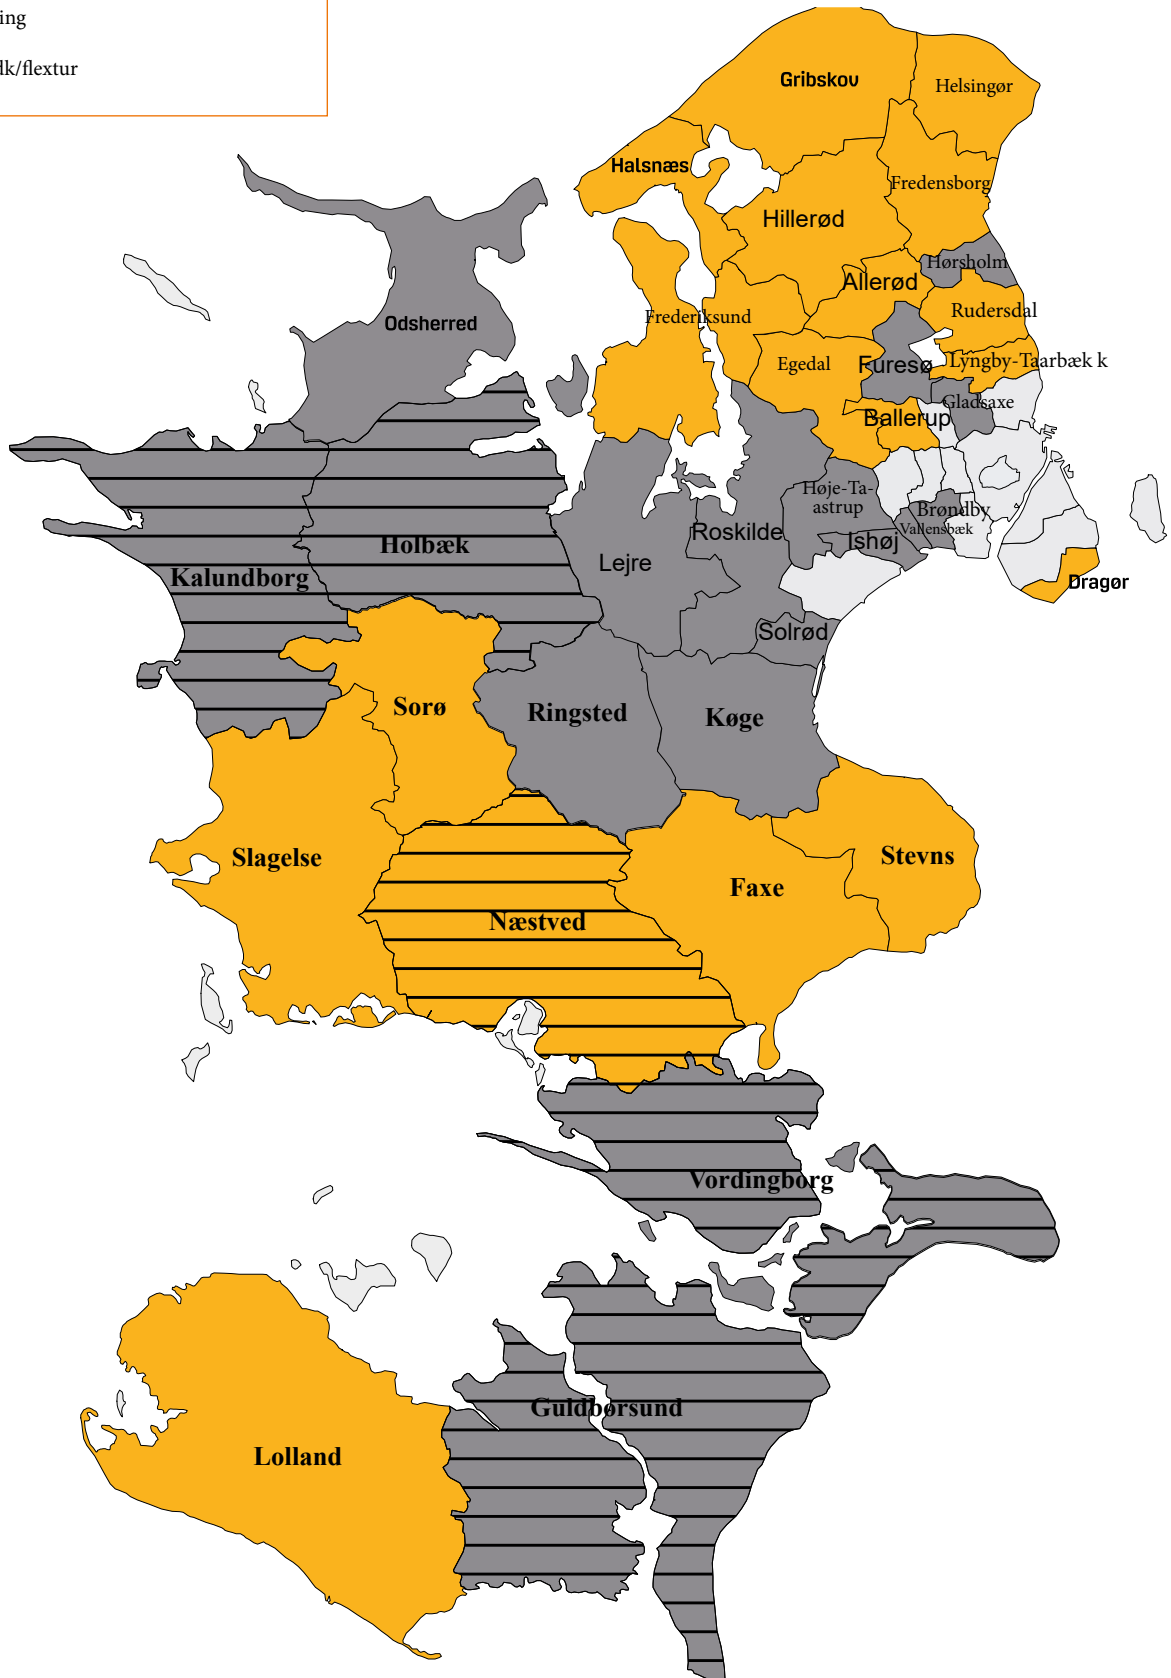 ing
dk/flextur
Gribskov
Helsingør
Halsnæs
Fredensborg
Hillerød
Hørsholm
Allerød
Rudersdal
Frederiksund
Odsherred
Egedal
Furesø
Lyngby-Taarbæk k
Gladsaxe
Ballerup
Høje-Ta-
astrup
Brøndby
Vallensbæk
Roskilde
Ishøj
Holbæk
Lejre
Kalundborg
Dragør
Solrød
Sorø
Ringsted
Køge
Slagelse
Stevns
Faxe
Næstved
Vordingborg
Guldborsund
Lolland